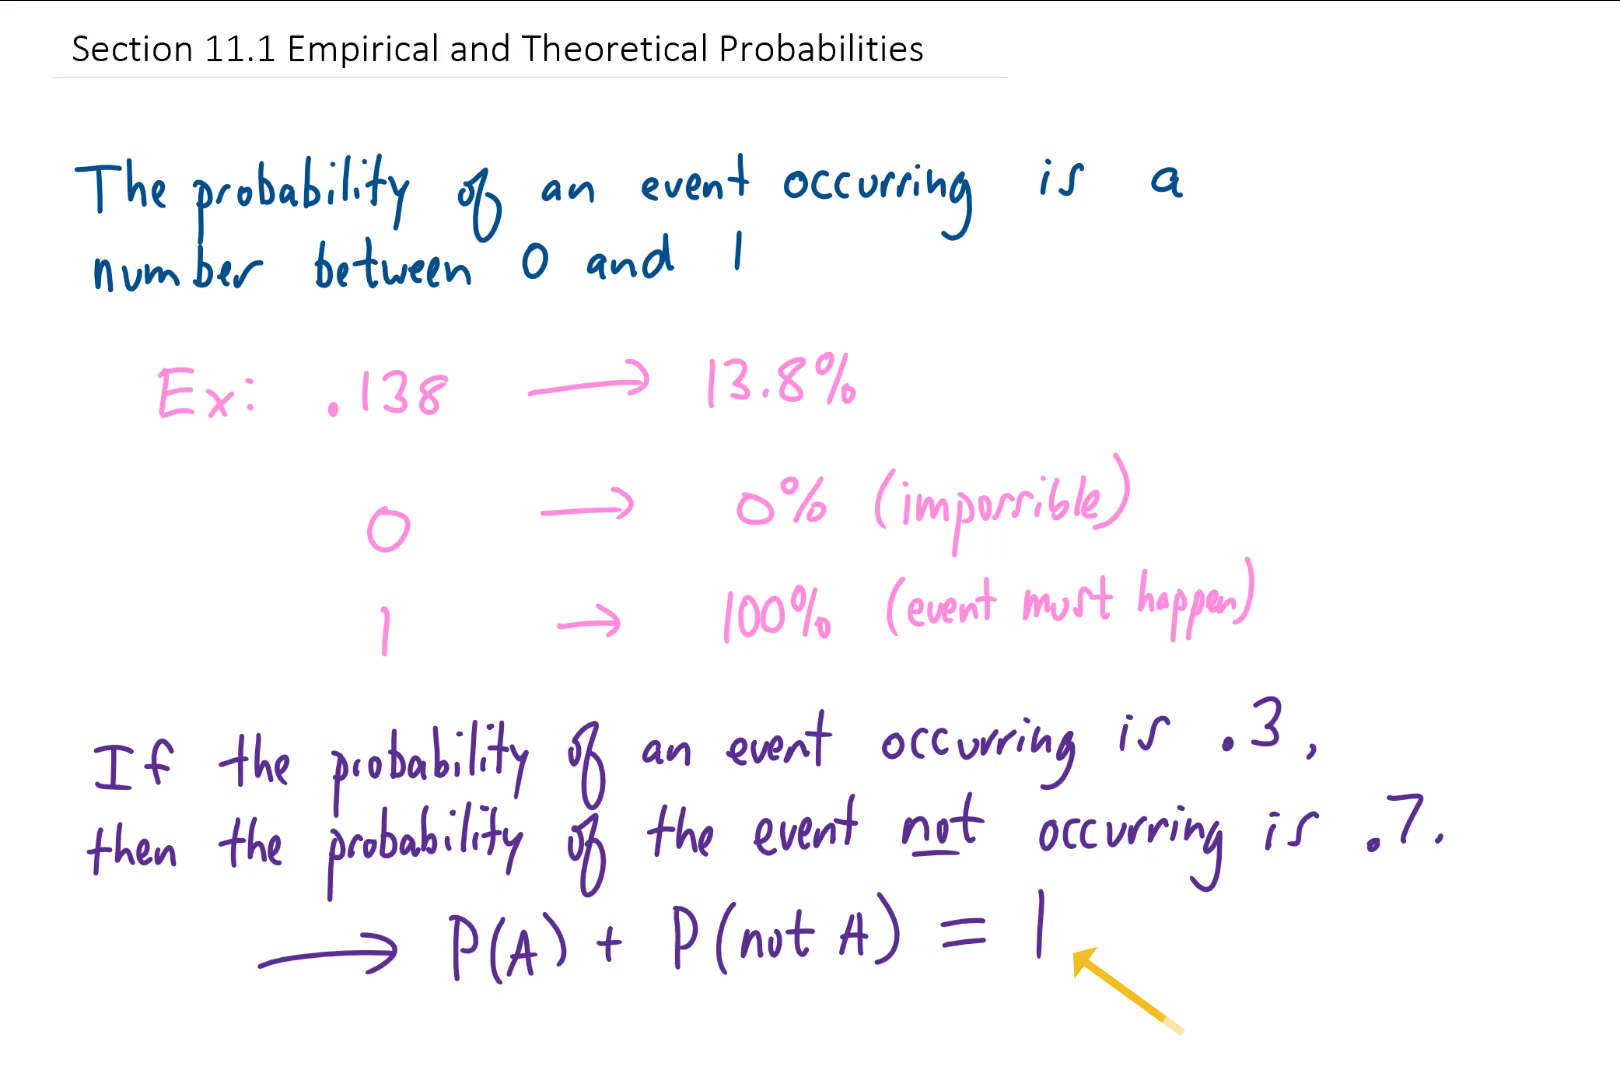 Section 11.1 Empirical and Theoretical Probabilities
The probability of an event occurring is a
number between 0 and 1
Ex: .138 → 13.8%
0 → 0% (impossible)
1 → 100% (event must happen)
If the probability of an event occurring is .3,
then the probability of the event not occurring is .7.
→ P(A) + P(not A) = 1